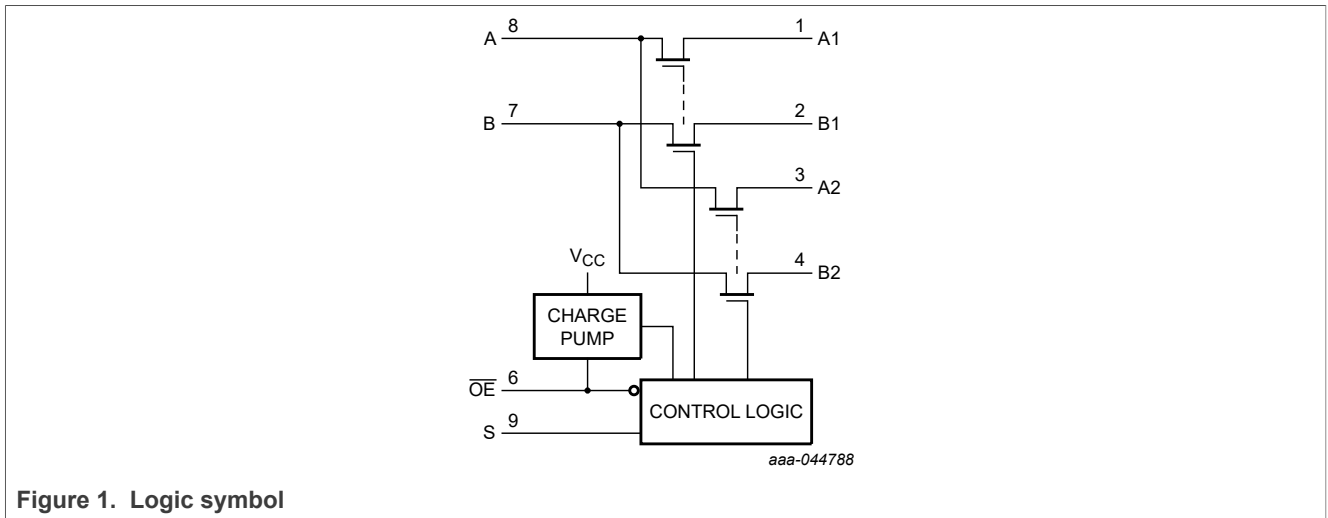 8
A
1
A1
7
B
2
B1
3
A2
4
B2
VCC
CHARGE
PUMP
OE 6
S 9
CONTROL LOGIC
aaa-044788
Figure 1. Logic symbol